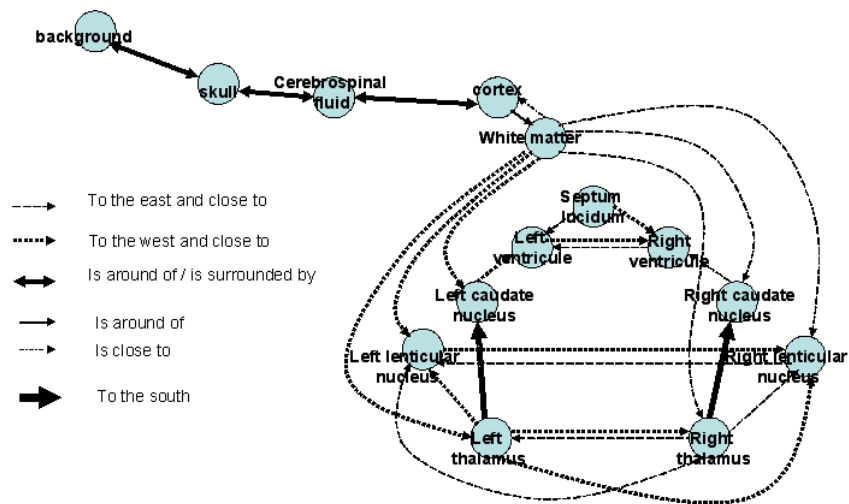 background
skull
Cerebrospinal
fluid
cortex
White matter
To the east and close to
To the west and close to
Is around of / is surrounded by
Is around of
Is close to
To the south
Septum
Incidum
Left
ventricule
Right
ventricule
Left caudate
nucleus
Right caudate
nucleus
Left lenticular
nucleus
Right lenticular
nucleus
Left
thalamus
Right
thalamus